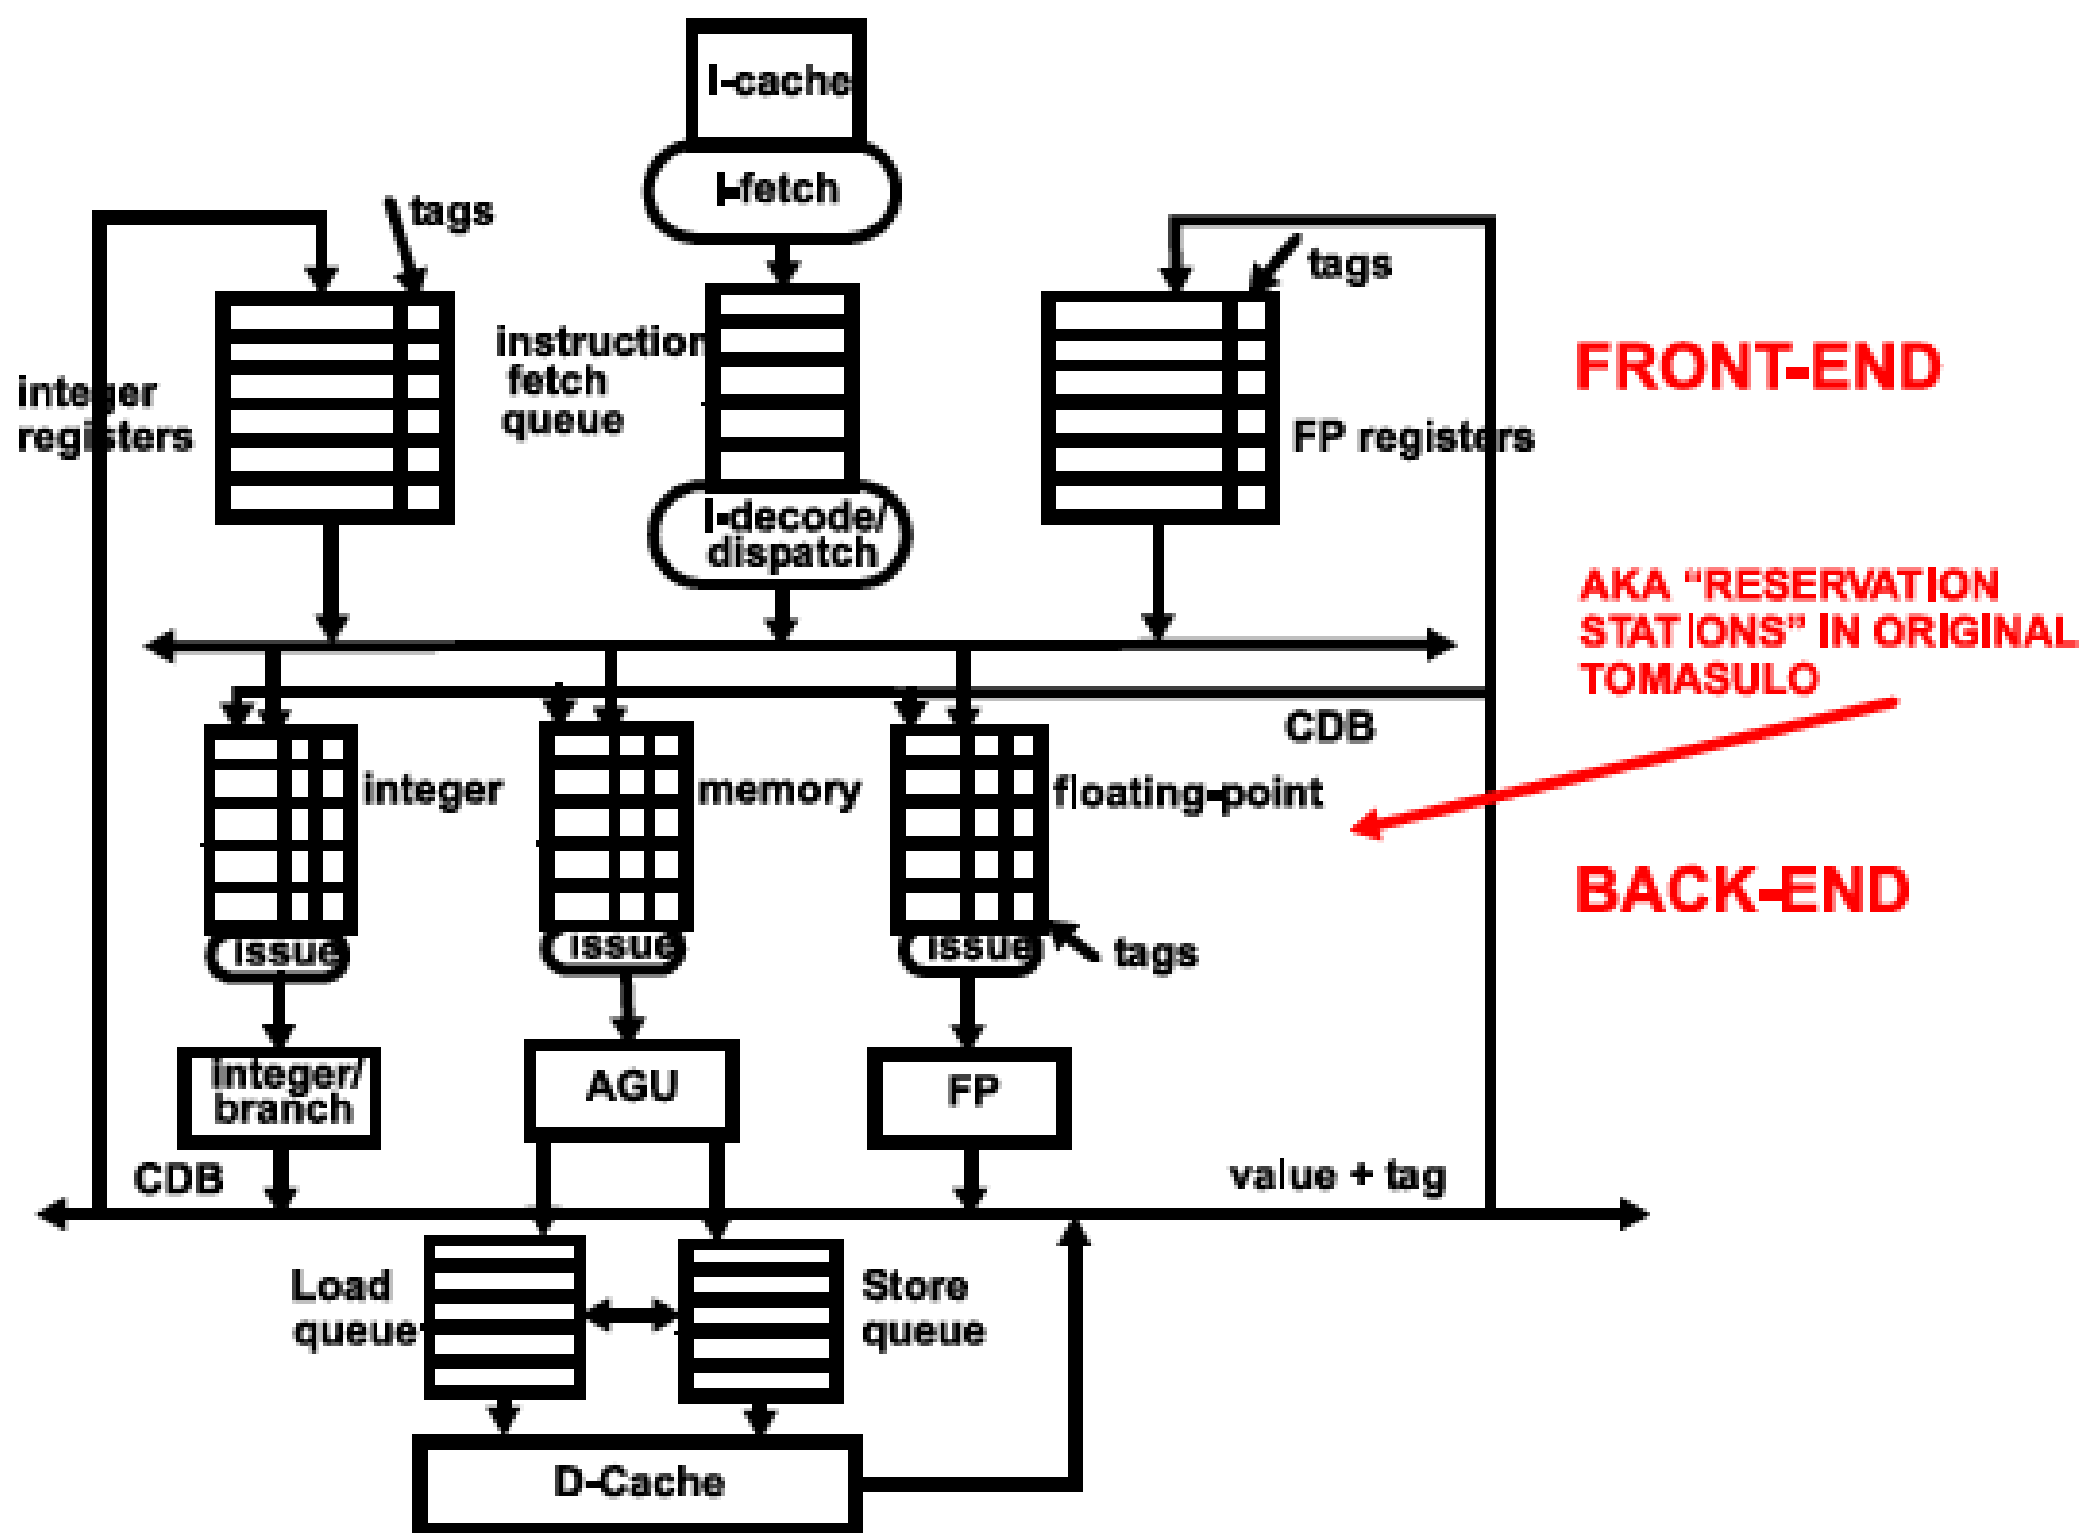 I-cache
I-fetch
tags
tags
instruction
fetch
queue
integer
registers
FP registers
FRONT-END
I-decode/
dispatch
AKA “RESERVATION
STATIONS” IN ORIGINAL
TOMASULO
CDB
integer
memory
floating-point
BACK-END
issue
issue
issue
tags
integer/
branch
AGU
FP
CDB
value + tag
Load
queue
Store
queue
D-Cache